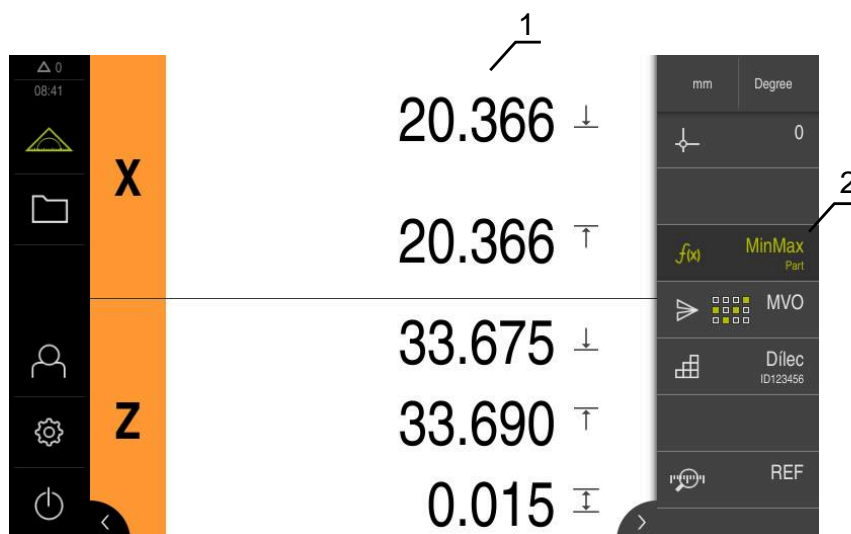 1
2
0
08:41
X
20.366
20.366
Z
33.675
33.690
0.015
mm Degree
0
f(x) MinMax
Part
MVO
Dílec
ID123456
REF